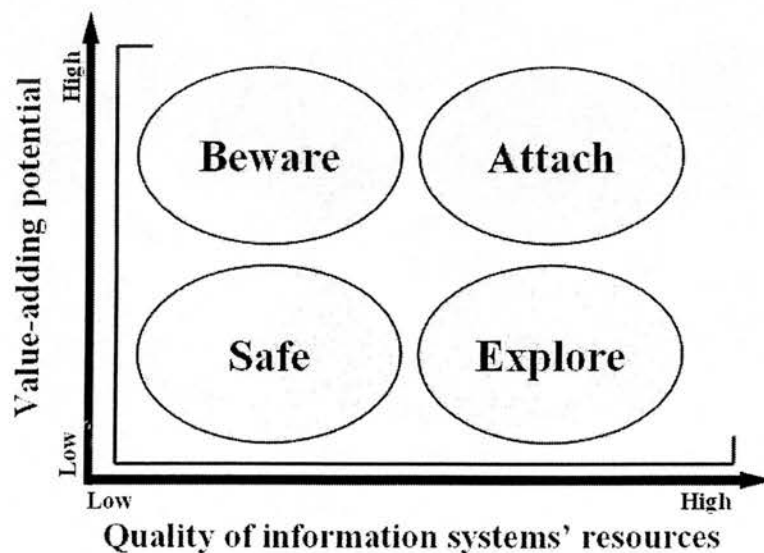 Value-adding potential
High
Low
Beware
Attach
Safe
Explore
Low
High
Quality of information systems' resources